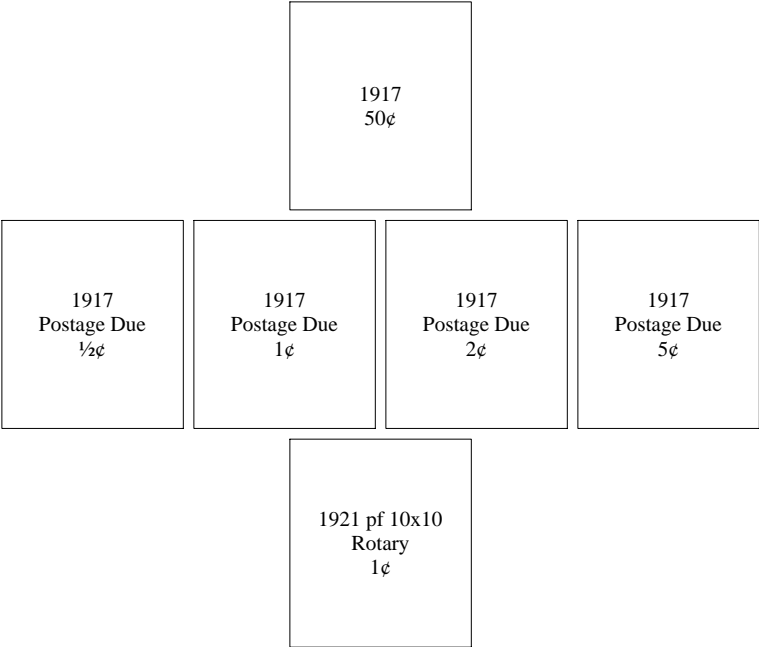 1917
50¢
1917
Postage Due
½¢
1917
Postage Due
1¢
1917
Postage Due
2¢
1917
Postage Due
5¢
1921 pf 10x10
Rotary
1¢